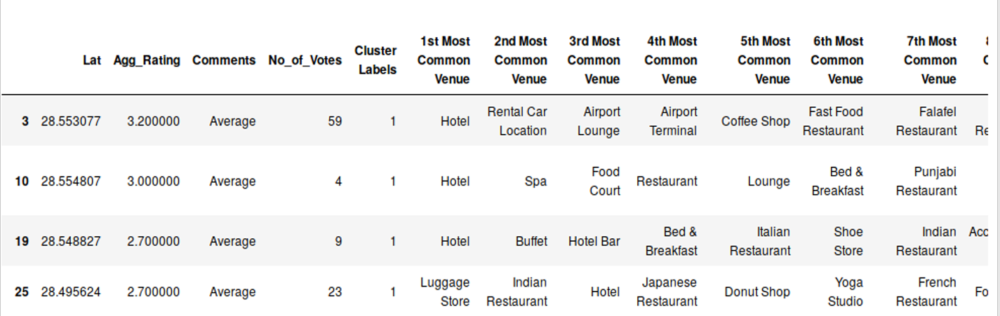 Lat Agg_Rating Comments No_of_Votes Cluster Labels 1st Most Common Venue 2nd Most Common Venue 3rd Most Common Venue 4th Most Common Venue 5th Most Common Venue 6th Most Common Venue 7th Most Common Venue
3 28.553077 3.200000 Average 59 1 Hotel Rental Car Location Airport Lounge Airport Terminal Coffee Shop Fast Food Restaurant Falafel Restaurant
10 28.554807 3.000000 Average 4 1 Hotel Spa Food Court Restaurant Lounge Bed & Breakfast Punjabi Restaurant
19 28.548827 2.700000 Average 9 1 Hotel Buffet Hotel Bar Bed & Breakfast Italian Restaurant Shoe Store Indian Restaurant
25 28.495624 2.700000 Average 23 1 Luggage Store Indian Restaurant Hotel Japanese Restaurant Donut Shop Yoga Studio French Restaurant